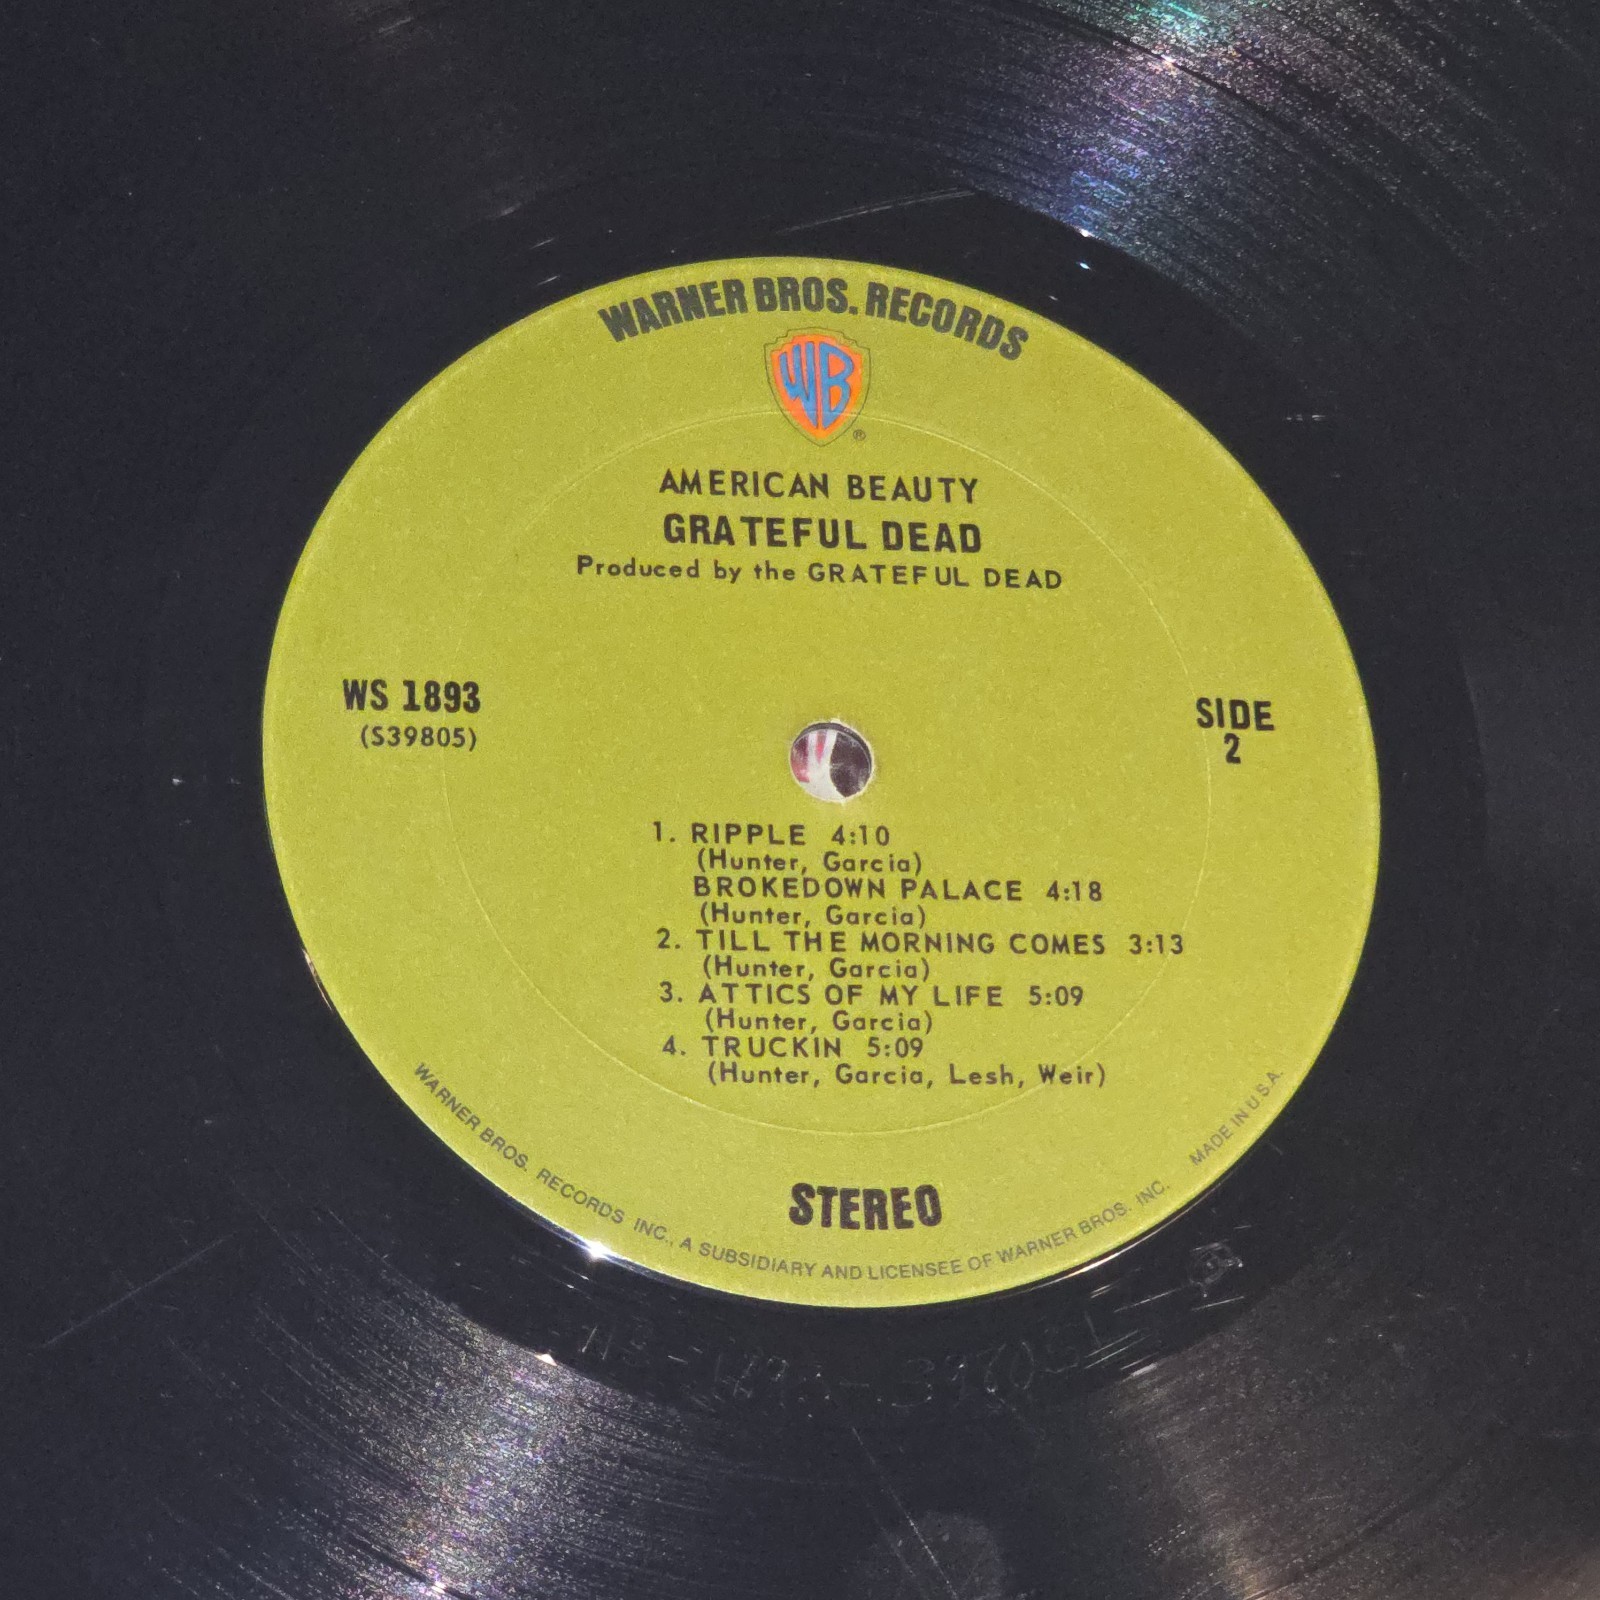 WARNER BROS. RECORDS
WB
®
AMERICAN BEAUTY
GRATEFUL DEAD
Produced by the GRATEFUL DEAD
WS 1893
(S39805)
SIDE
2
1. RIPPLE 4:10
(Hunter, Garcia)
BROKEDOWN PALACE 4:18
(Hunter, Garcia)
2. TILL THE MORNING COMES 3:13
(Hunter, Garcia)
3. ATTICS OF MY LIFE 5:09
(Hunter, Garcia)
4. TRUCKIN 5:09
(Hunter, Garcia, Lesh, Weir)
STEREO
WARNER BROS. RECORDS INC., A SUBSIDIARY AND LICENSEE OF WARNER BROS. INC. MADE IN U.S.A.